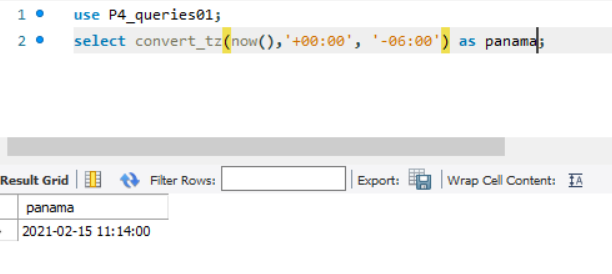 1 use P4_queries01;
2 select convert_tz(now(),'+00:00', '-06:00') as panama;
Result Grid Filter Rows: Export: Wrap Cell Content: IA
panama
2021-02-15 11:14:00